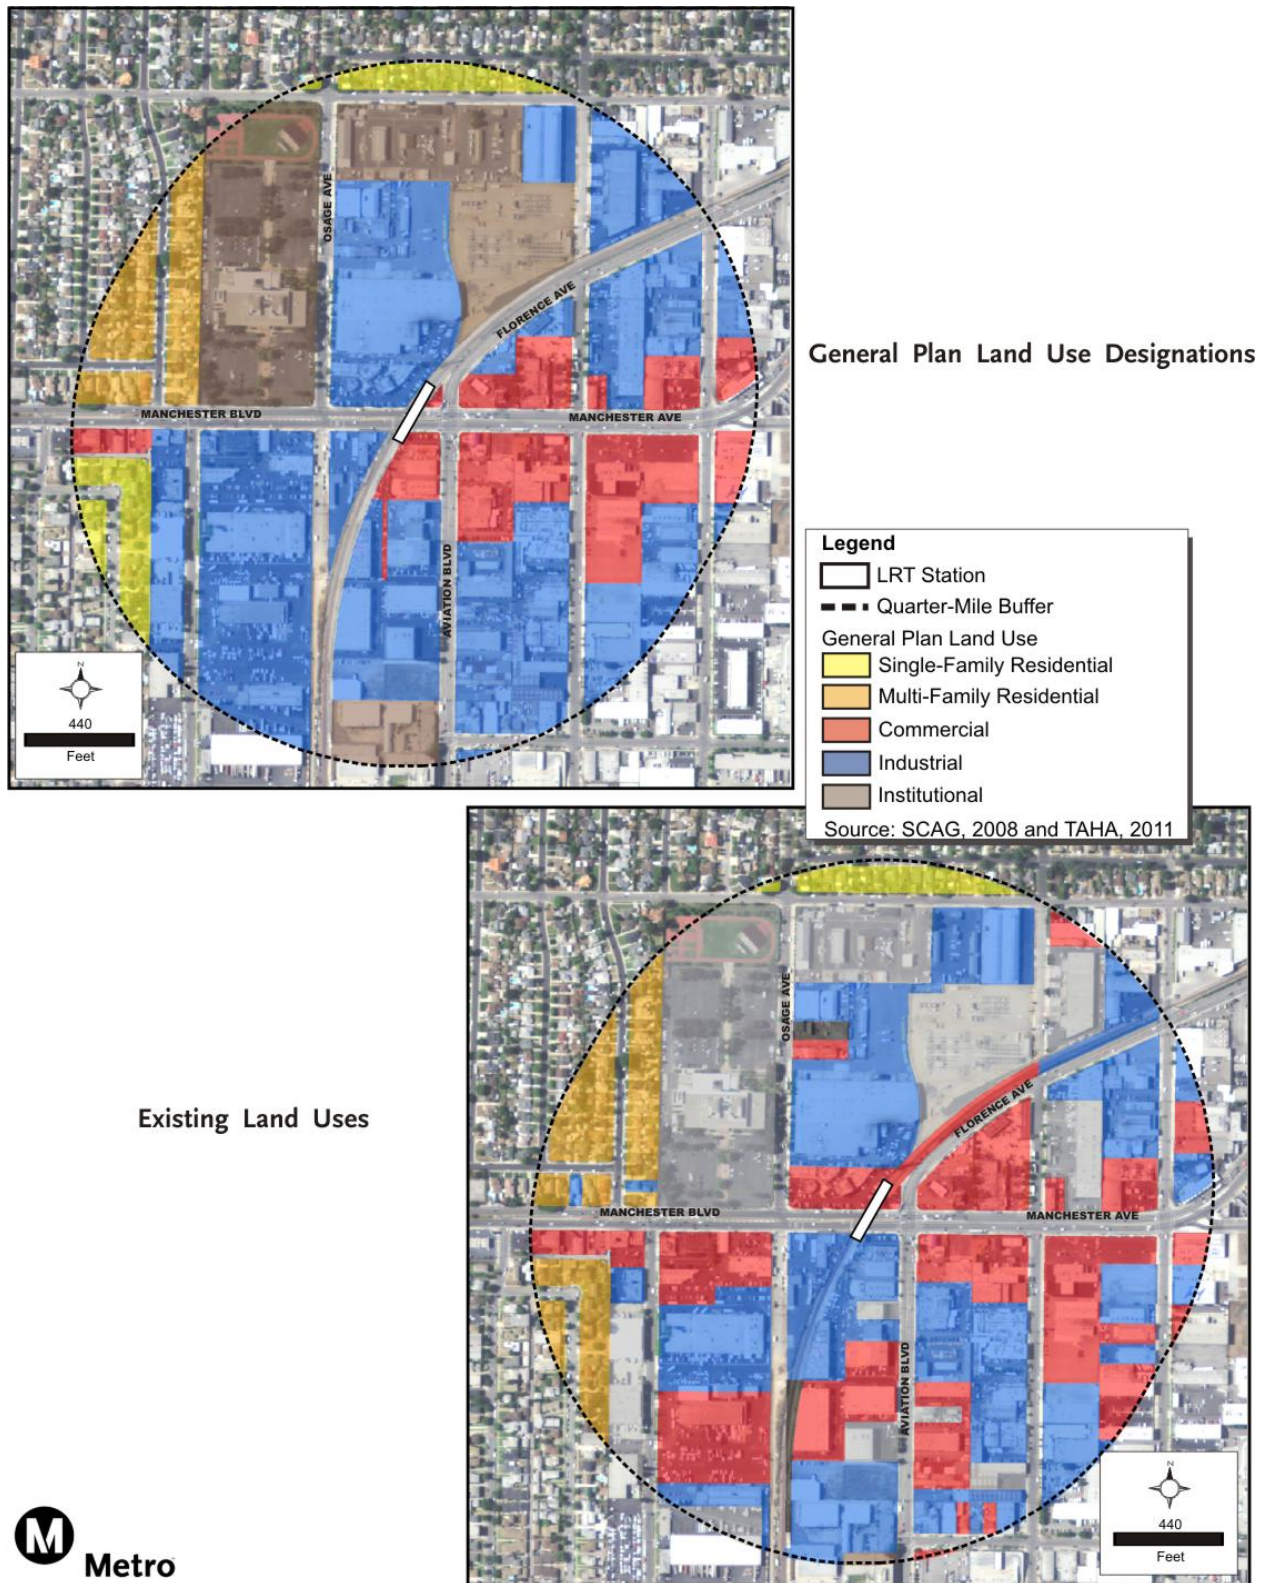 OSAGE AVE
FLORENCE AVE
MANCHESTER BLVD
MANCHESTER AVE
AVIATION BLVD
N
440
Feet
General Plan Land Use Designations
Legend
LRT Station
Quarter-Mile Buffer
General Plan Land Use
Single-Family Residential
Multi-Family Residential
Commercial
Industrial
Institutional
Source: SCAG, 2008 and TAHA, 2011
Existing Land Uses
OSAGE AVE
FLORENCE AVE
MANCHESTER BLVD
MANCHESTER AVE
AVIATION BLVD
N
440
Feet
M
Metro